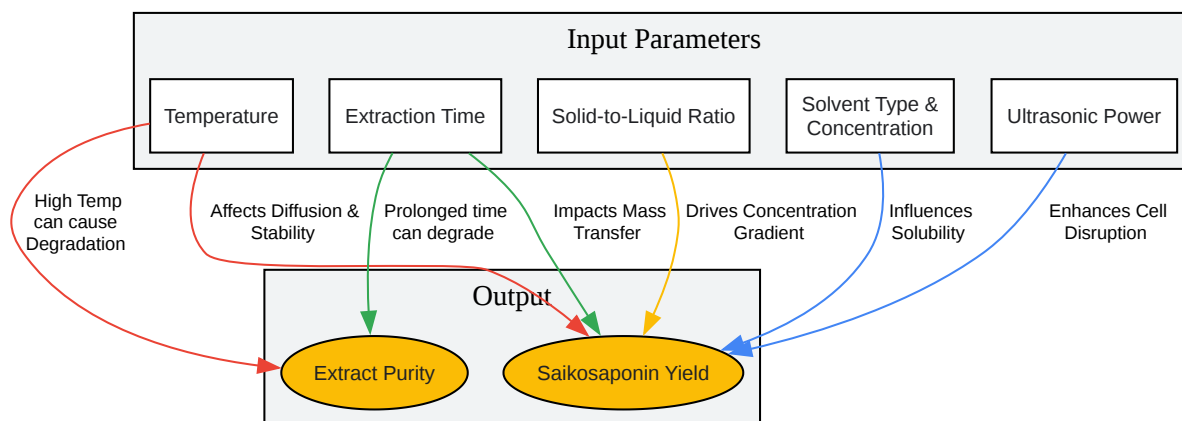 Input Parameters
Temperature
Extraction Time
Solid-to-Liquid Ratio
Solvent Type &
Concentration
Ultrasonic Power
High Temp
can cause
Degradation
Affects Diffusion &
Stability
Prolonged time
can degrade
Impacts Mass
Transfer
Drives Concentration
Gradient
Influences
Solubility
Enhances Cell
Disruption
Output
Extract Purity
Saikosaponin Yield